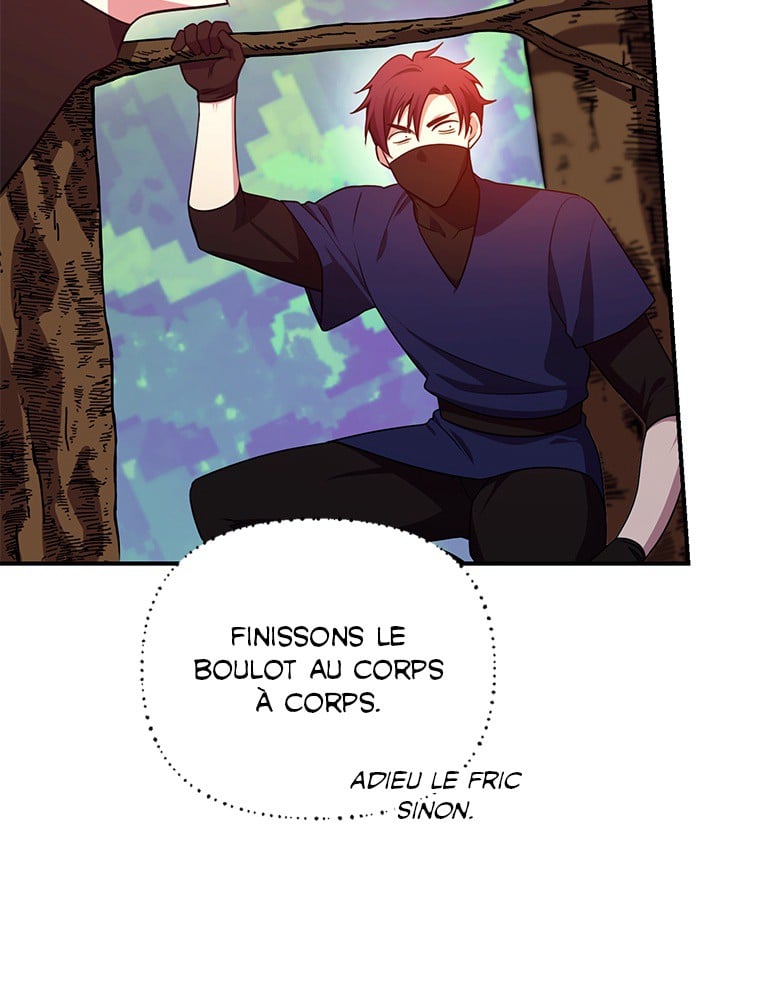 FINISSONS LE
BOULOT AU CORPS
À CORPS.
ADIEU LE FRIC
SINON.